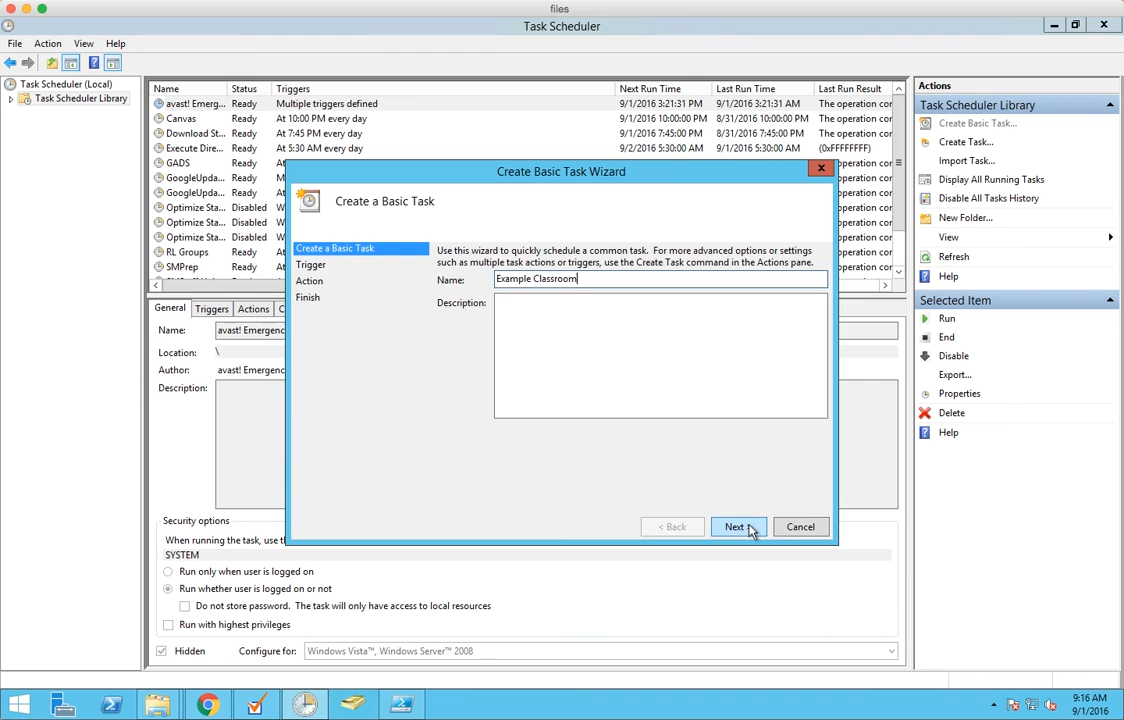 files
Task Scheduler
File Action View Help
Task Scheduler (Local)
Task Scheduler Library
Name Status Triggers Next Run Time Last Run Time Last Run Result
avast! Emerg... Ready Multiple triggers defined 9/1/2016 3:21:31 PM 9/1/2016 3:21:31 AM The operation cor
Canvas Ready At 10:00 PM every day 9/1/2016 10:00:00 PM 8/31/2016 10:00:00 PM The operation cor
Download St... Ready At 7:45 PM every day 9/1/2016 7:45:00 PM 8/31/2016 7:45:00 PM The operation cor
Execute Dire... Ready At 5:30 AM every day 9/2/2016 5:30:00 AM 9/1/2016 5:30:00 AM (0xFFFFFFFF)
GADS Ready At peration cor
GoogleUpda... Ready M peration cor
GoogleUpda... Ready At peration cor
Optimize Sta... Disabled W peration cor
Optimize Sta... Disabled W peration cor
Optimize Sta... Disabled W peration cor
RL Groups Ready At peration cor
SMPrep Ready At peration cor
General Triggers Actions C
Name: avast! Emergenc
Location: \
Author: avast! Emergenc
Description:
Security options
When running the task, use th
SYSTEM
Run only when user is logged on
Run whether user is logged on or not
Do not store password. The task will only have access to local resources
Run with highest privileges
Hidden Configure for: Windows Vista™, Windows Server™ 2008
Create Basic Task Wizard
Create a Basic Task
Create a Basic Task
Trigger
Action
Finish
Use this wizard to quickly schedule a common task. For more advanced options or settings
such as multiple task actions or triggers, use the Create Task command in the Actions pane.
Name: Example Classroom
Description:
< Back Next > Cancel
Actions
Task Scheduler Library
Create Basic Task...
Create Task...
Import Task...
Display All Running Tasks
Disable All Tasks History
New Folder...
View
Refresh
Help
Selected Item
Run
End
Disable
Export...
Properties
Delete
Help
9:16 AM
9/1/2016